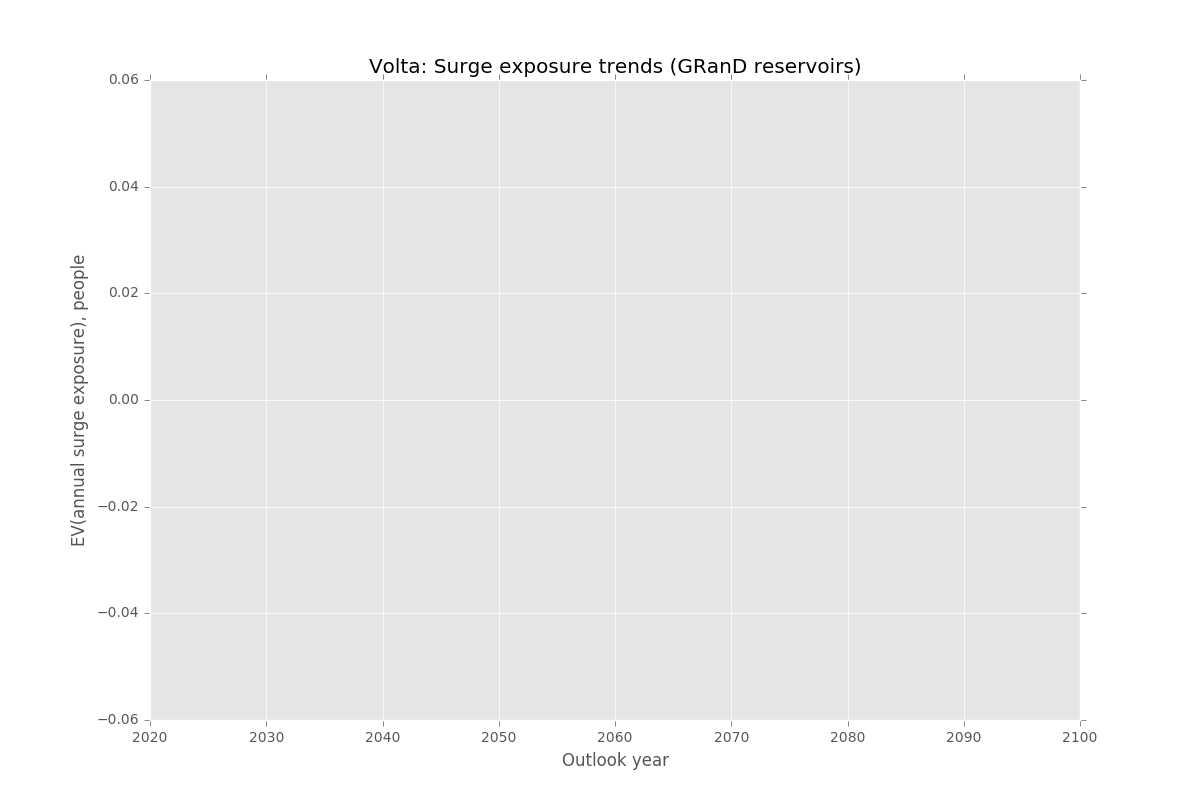 Volta: Surge exposure trends (GRanD reservoirs)
0.06
0.04
0.02
0.00
−0.02
−0.04
−0.06
EV(annual surge exposure), people
2020 2030 2040 2050 2060 2070 2080 2090 2100
Outlook year